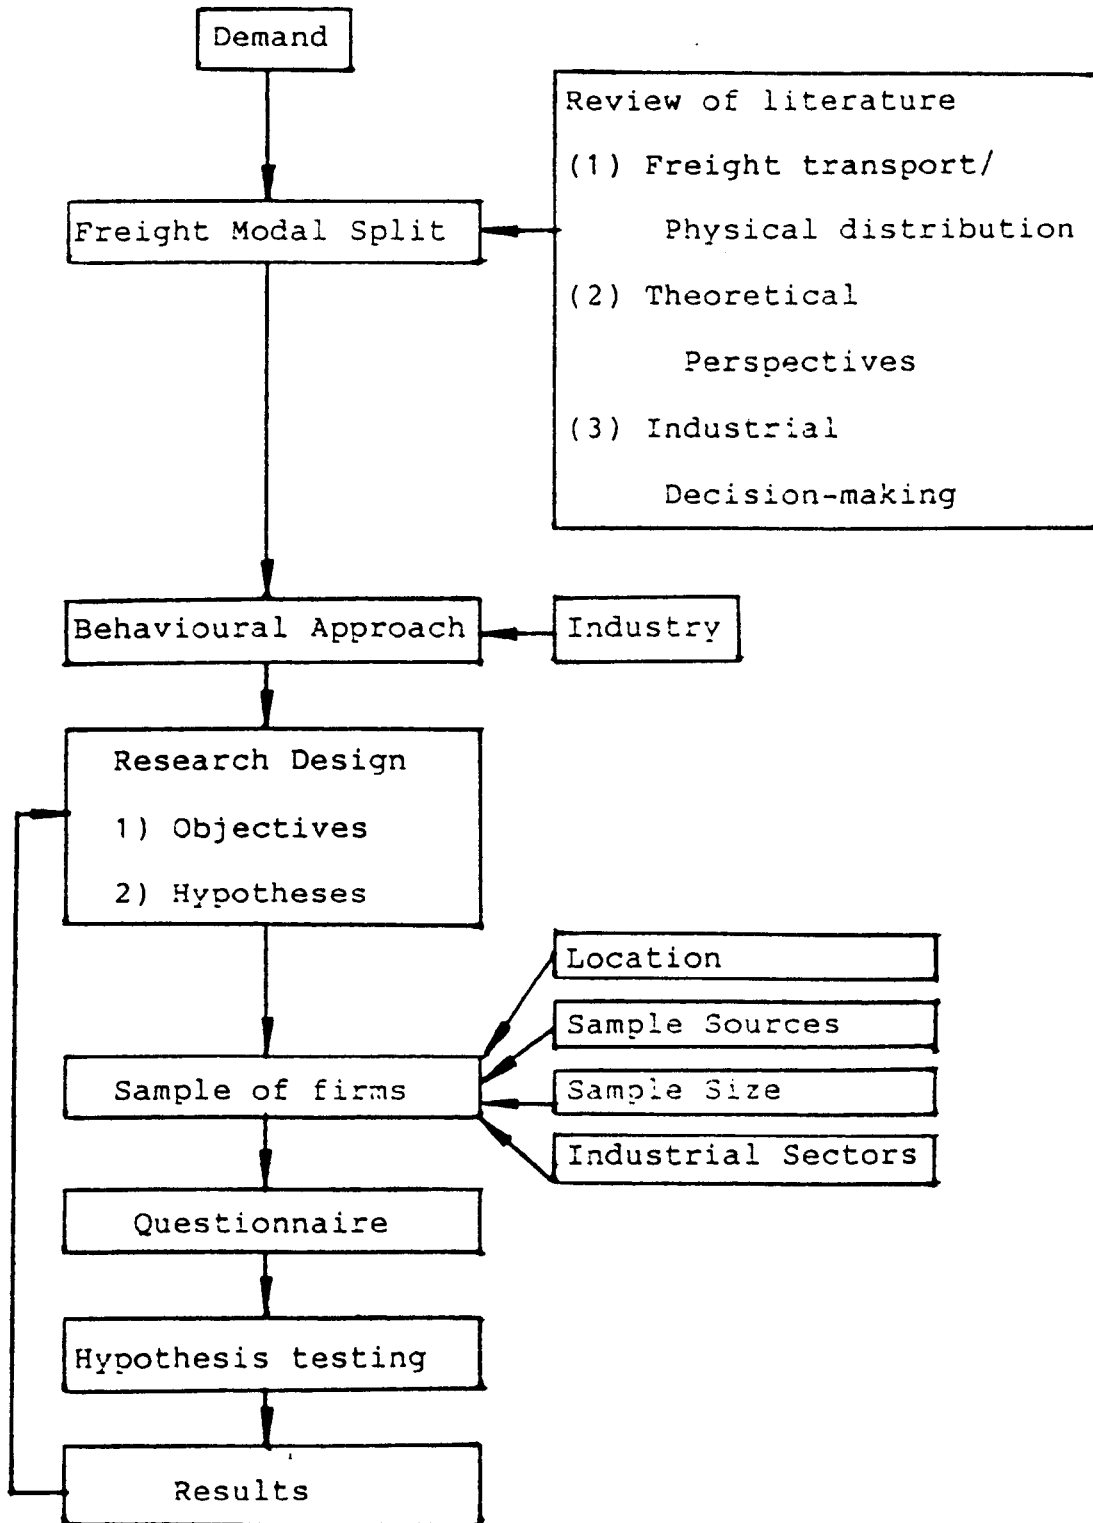 Demand
Review of literature
(1) Freight transport/
Physical distribution
(2) Theoretical
Perspectives
(3) Industrial
Decision-making
Freight Modal Split
Behavioural Approach
Industry
Research Design
1) Objectives
2) Hypotheses
Location
Sample Sources
Sample Size
Industrial Sectors
Sample of firms
Questionnaire
Hypothesis testing
Results